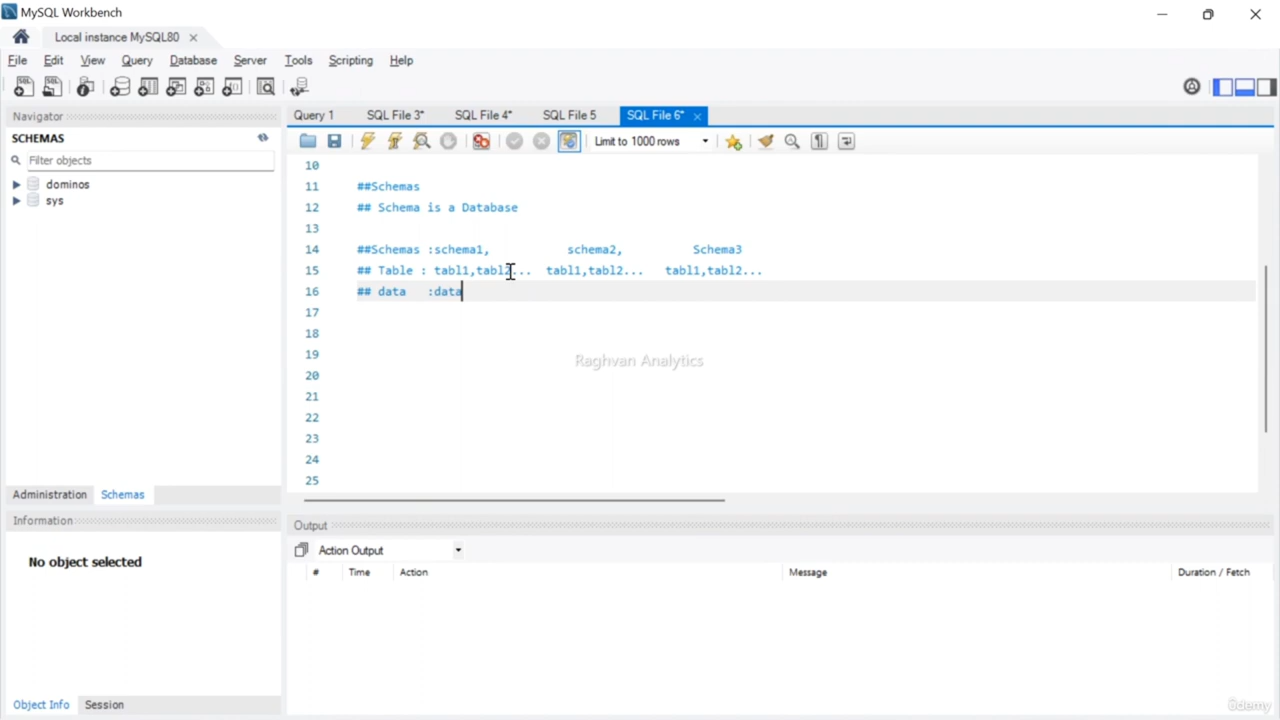 MySQL Workbench
Local instance MySQL80
File Edit View Query Database Server Tools Scripting Help
Navigator
SCHEMAS
Filter objects
dominos
sys
Administration Schemas
Information
No object selected
Object Info Session
Query 1 SQL File 3* SQL File 4* SQL File 5 SQL File 6*
Limit to 1000 rows
10
11 ##Schemas
12 ## Schema is a Database
13
14 ##Schemas :schema1, schema2, Schema3
15 ## Table : tabl1,tabl2... tabl1,tabl2... tabl1,tabl2...
16 ## data :data
17
18
19
20
21
22
23
24
25
Raghvan Analytics
Output
Action Output
# Time Action Message Duration / Fetch
ûdemy